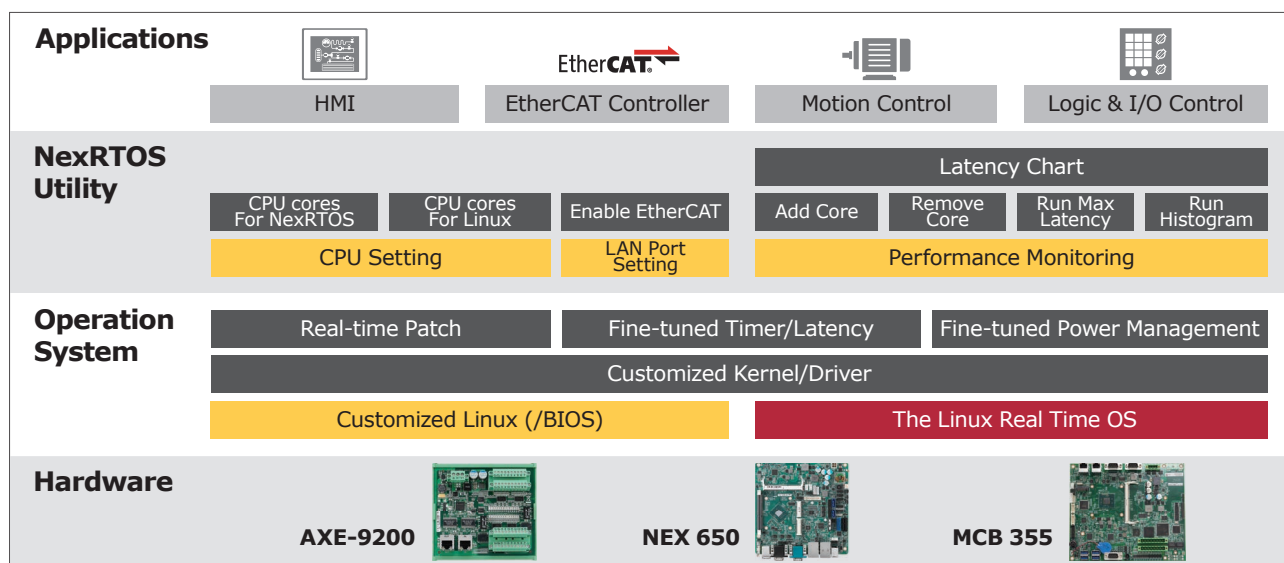 Applications
EtherCAT®
HMI
EtherCAT Controller
Motion Control
Logic & I/O Control
NexRTOS
Utility
Latency Chart
CPU cores
For NexRTOS
CPU cores
For Linux
Enable EtherCAT
Add Core
Remove
Core
Run Max
Latency
Run
Histogram
CPU Setting
LAN Port
Setting
Performance Monitoring
Operation
System
Real-time Patch
Fine-tuned Timer/Latency
Fine-tuned Power Management
Customized Kernel/Driver
Customized Linux (/BIOS)
The Linux Real Time OS
Hardware
AXE-9200
NEX 650
MCB 355